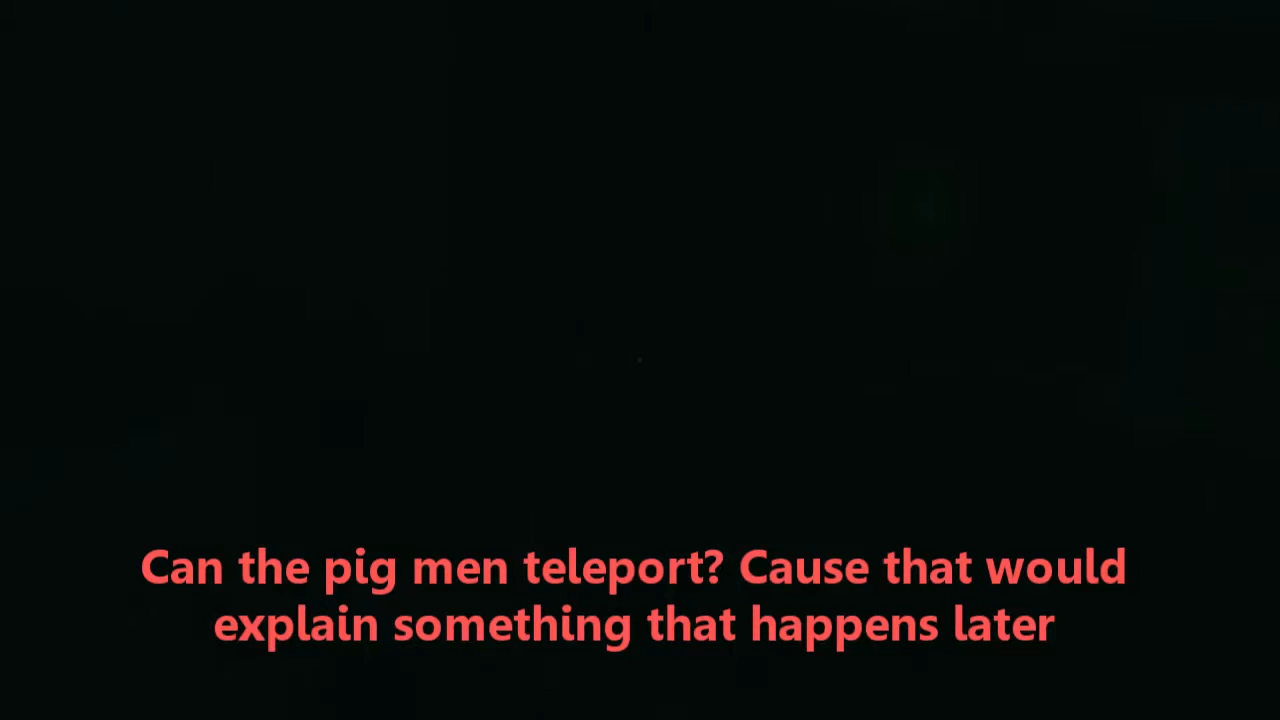 Can the pig men teleport? Cause that would
explain something that happens later